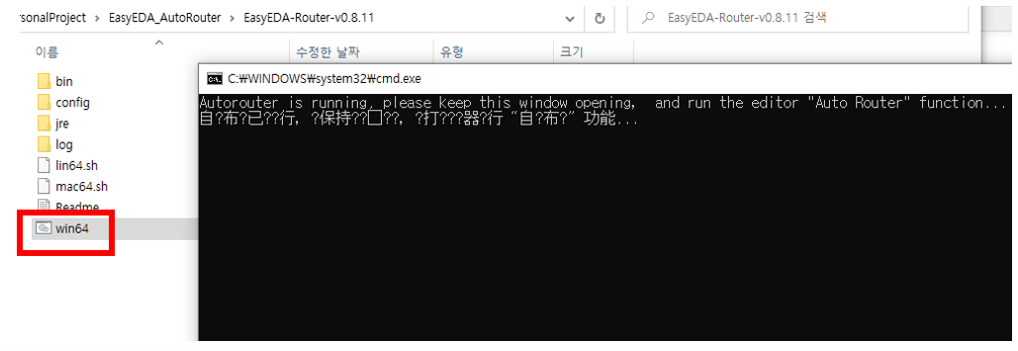 rsonalProject › EasyEDA_AutoRouter › EasyEDA-Router-v0.8.11
EasyEDA-Router-v0.8.11 검색
이름 수정한 날짜 유형 크기
bin
config
jre
log
lin64.sh
mac64.sh
Readme
win64
C:₩WINDOWS₩system32₩cmd.exe
Autorouter is running, please keep this window opening,  and run the editor "Auto Router" function...
自?布?已??行, ?保持??□??, ?打???器?行 “自?布?” 功能...